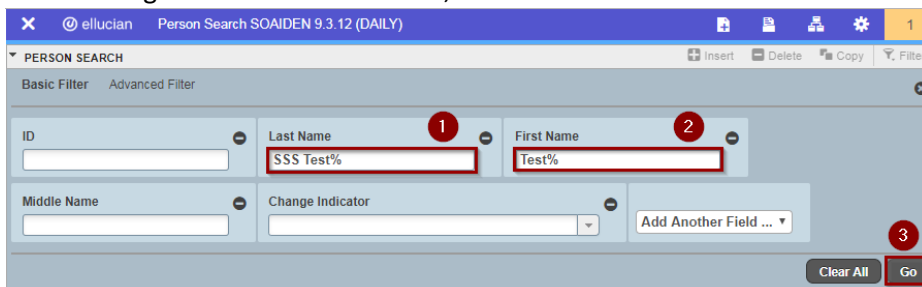 ellucian Person Search SOAIDEN 9.3.12 (DAILY) 1
PERSON SEARCH Insert Delete Copy Filte
Basic Filter Advanced Filter
ID Last Name 1 First Name 2
SSS Test% Test%
Middle Name Change Indicator
Add Another Field ... 3
Clear All Go